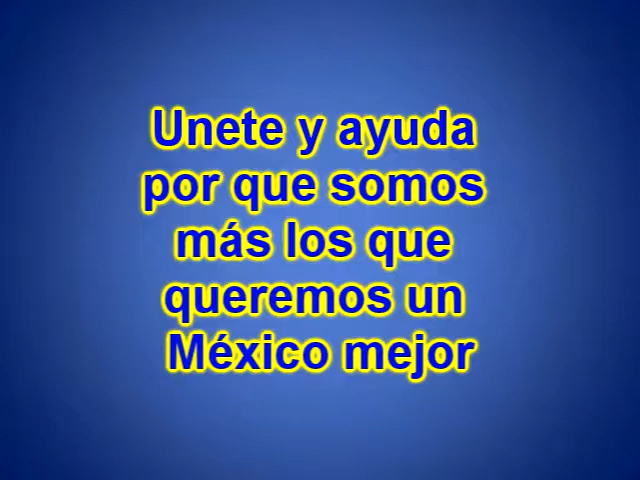 Unete y ayuda
por que somos
más los que
queremos un
México mejor